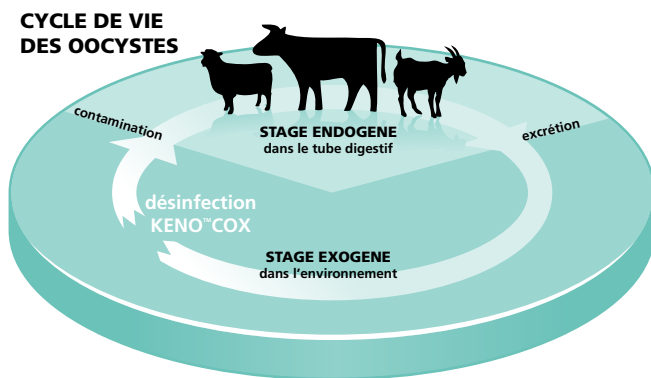 CYCLE DE VIE
DES OOCYSTES
contamination
STAGE ENDOGENE
dans le tube digestif
excrétion
désinfection
KENO™COX
STAGE EXOGENE
dans l'environnement